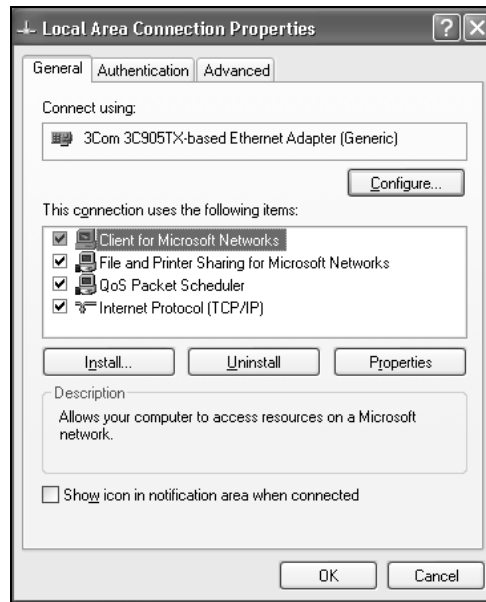 Local Area Connection Properties
General Authentication Advanced
Connect using:
3Com 3C905TX-based Ethernet Adapter (Generic)
Configure...
This connection uses the following items:
Client for Microsoft Networks
File and Printer Sharing for Microsoft Networks
QoS Packet Scheduler
Internet Protocol (TCP/IP)
Install... Uninstall Properties
Description
Allows your computer to access resources on a Microsoft
network.
Show icon in notification area when connected
OK Cancel